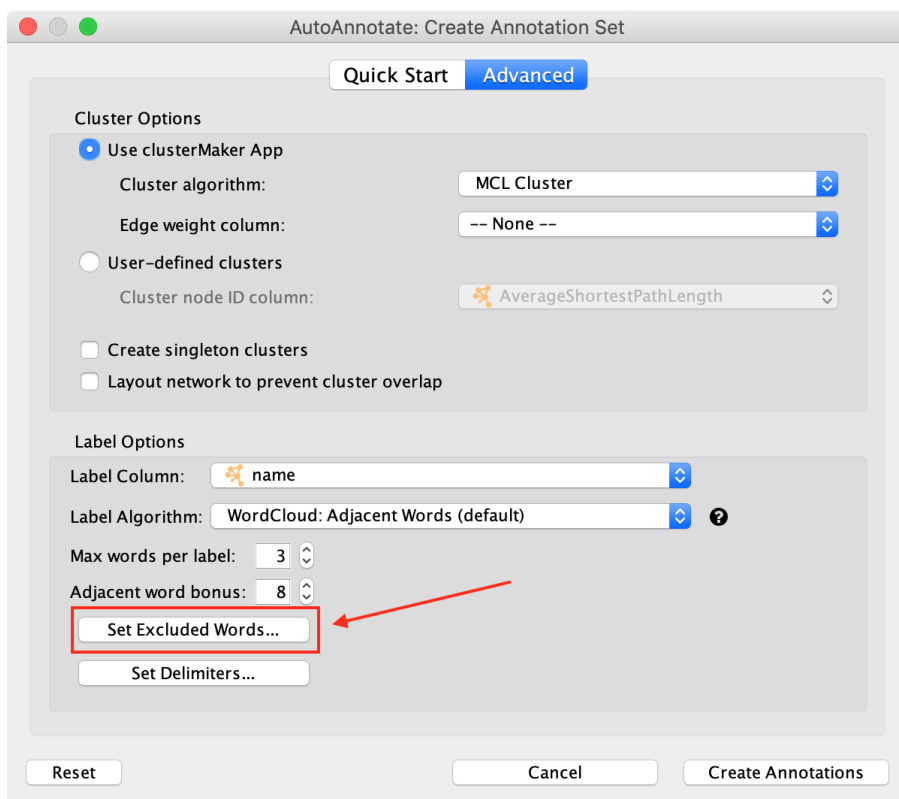 AutoAnnotate: Create Annotation Set
Quick Start Advanced
Cluster Options
Use clusterMaker App
Cluster algorithm: MCL Cluster
Edge weight column: -- None --
User-defined clusters
Cluster node ID column: AverageShortestPathLength
Create singleton clusters
Layout network to prevent cluster overlap
Label Options
Label Column: name
Label Algorithm: WordCloud: Adjacent Words (default) ?
Max words per label: 3
Adjacent word bonus: 8
Set Excluded Words...
Set Delimiters...
Reset Cancel Create Annotations